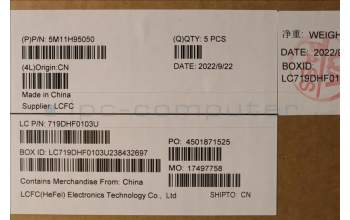 (P)P/N: 5M11H95050
(Q)QTY: 5 PCS
(4L)Origin:CN
DATE: 2022/9/22
Made in China
Supplier: LCFC
净重: WEIGH
DATE: 2022/9
BOXID:
LC719DHF0
LC P/N: 719DHF0103U
PO: 4501871525
BOX ID: LC719DHF0103U238432697
MO: 17497758
Contains Merchandise From: China
LCFC(HeFei) Electronics Technology Co., Ltd
SHIPTO: CN